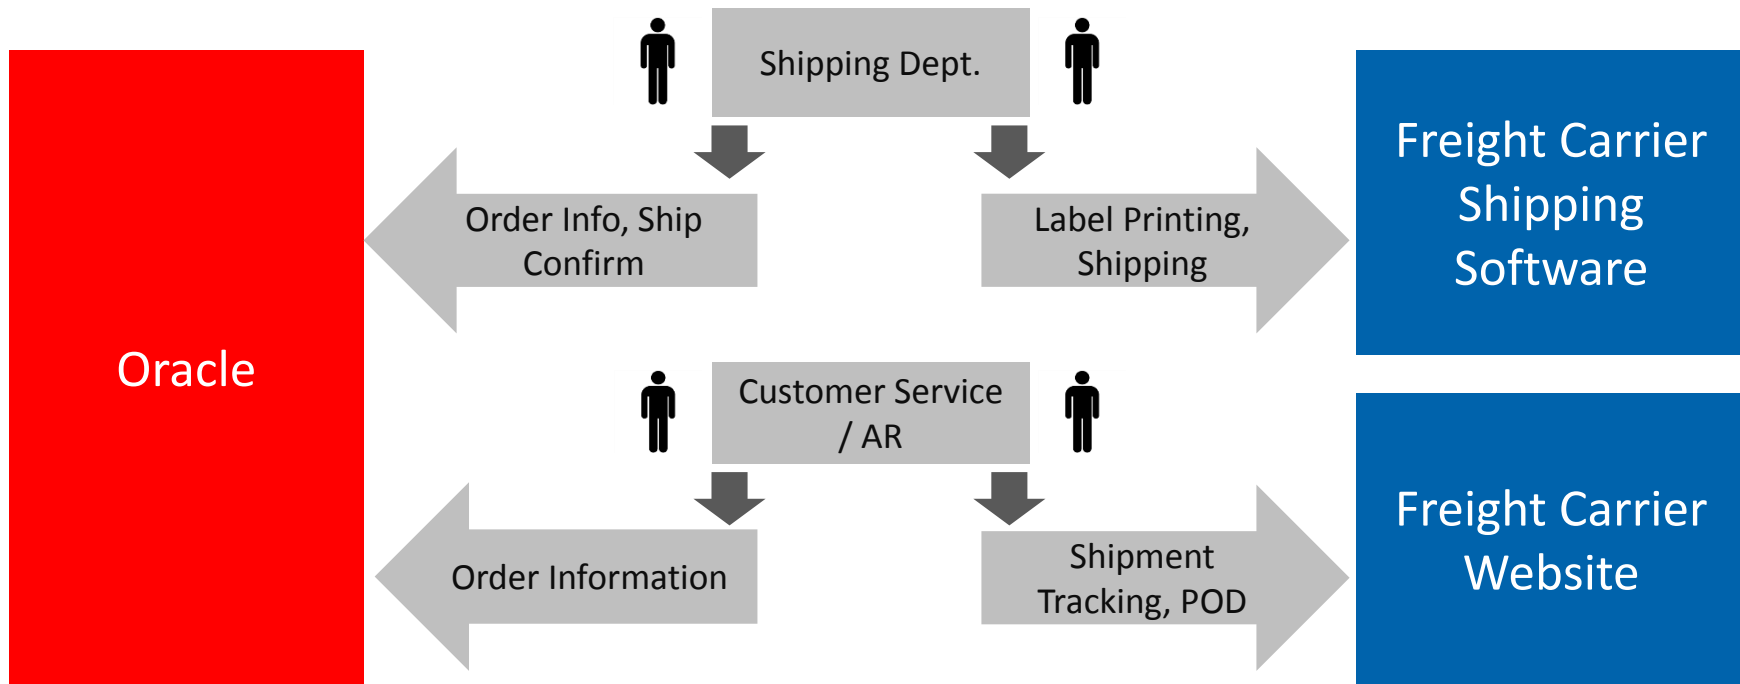 Shipping Dept.
Order Info, Ship
Confirm
Label Printing,
Shipping
Freight Carrier
Shipping
Software
Oracle
Customer Service
/ AR
Order Information
Shipment
Tracking, POD
Freight Carrier
Website